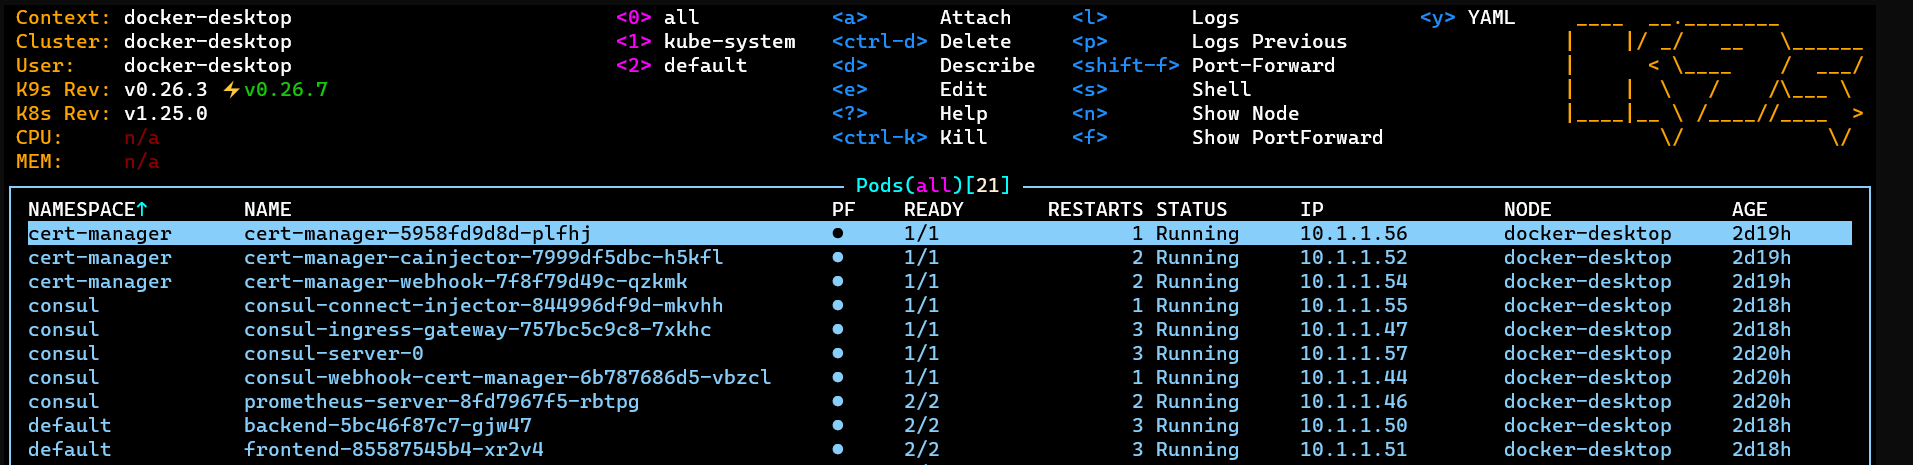 Context: docker-desktop <0> all <a> Attach <l> Logs <y> YAML
Cluster: docker-desktop <1> kube-system <ctrl-d> Delete <p> Logs Previous
User: docker-desktop <2> default <d> Describe <shift-f> Port-Forward
K9s Rev: v0.26.3 ⚡v0.26.7 <e> Edit <s> Shell
K8s Rev: v1.25.0 <?> Help <n> Show Node
CPU: n/a <ctrl-k> Kill <f> Show PortForward
MEM: n/a
Pods(all)[21]
NAMESPACE↑ NAME PF READY RESTARTS STATUS IP NODE AGE
cert-manager cert-manager-5958fd9d8d-plfhj ● 1/1 1 Running 10.1.1.56 docker-desktop 2d19h
cert-manager cert-manager-cainjector-7999df5dbc-h5kfl ● 1/1 2 Running 10.1.1.52 docker-desktop 2d19h
cert-manager cert-manager-webhook-7f8f79d49c-qzkmk ● 1/1 2 Running 10.1.1.54 docker-desktop 2d19h
consul consul-connect-injector-844996df9d-mkvhh ● 1/1 1 Running 10.1.1.55 docker-desktop 2d18h
consul consul-ingress-gateway-757bc5c9c8-7xkhc ● 1/1 3 Running 10.1.1.47 docker-desktop 2d18h
consul consul-server-0 ● 1/1 3 Running 10.1.1.57 docker-desktop 2d20h
consul consul-webhook-cert-manager-6b787686d5-vbzcl ● 1/1 1 Running 10.1.1.44 docker-desktop 2d20h
consul prometheus-server-8fd7967f5-rbtpg ● 2/2 2 Running 10.1.1.46 docker-desktop 2d20h
default backend-5bc46f87c7-gjw47 ● 2/2 3 Running 10.1.1.50 docker-desktop 2d18h
default frontend-85587545b4-xr2v4 ● 2/2 3 Running 10.1.1.51 docker-desktop 2d18h